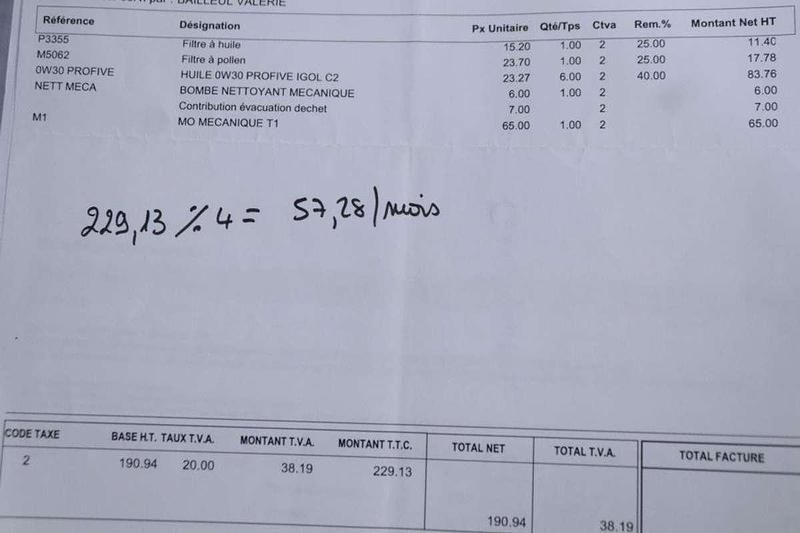 BAILLEUL VALERIE
Référence Désignation Px Unitaire Qté/Tps Ctva Rem.% Montant Net HT
P3355 Filtre à huile 15.20 1.00 2 25.00 11.40
M5062 Filtre à pollen 23.70 1.00 2 25.00 17.78
0W30 PROFIVE HUILE 0W30 PROFIVE IGOL C2 23.27 6.00 2 40.00 83.76
NETT MECA BOMBE NETTOYANT MECANIQUE 6.00 1.00 2 6.00
Contribution évacuation dechet 7.00 2 7.00
M1 MO MECANIQUE T1 65.00 1.00 2 65.00
229,13 % 4 = 57,28/mois
CODE TAXE BASE H.T. TAUX T.V.A. MONTANT T.V.A. MONTANT T.T.C. TOTAL NET TOTAL T.V.A. TOTAL FACTURE
2 190.94 20.00 38.19 229.13
190.94 38.19